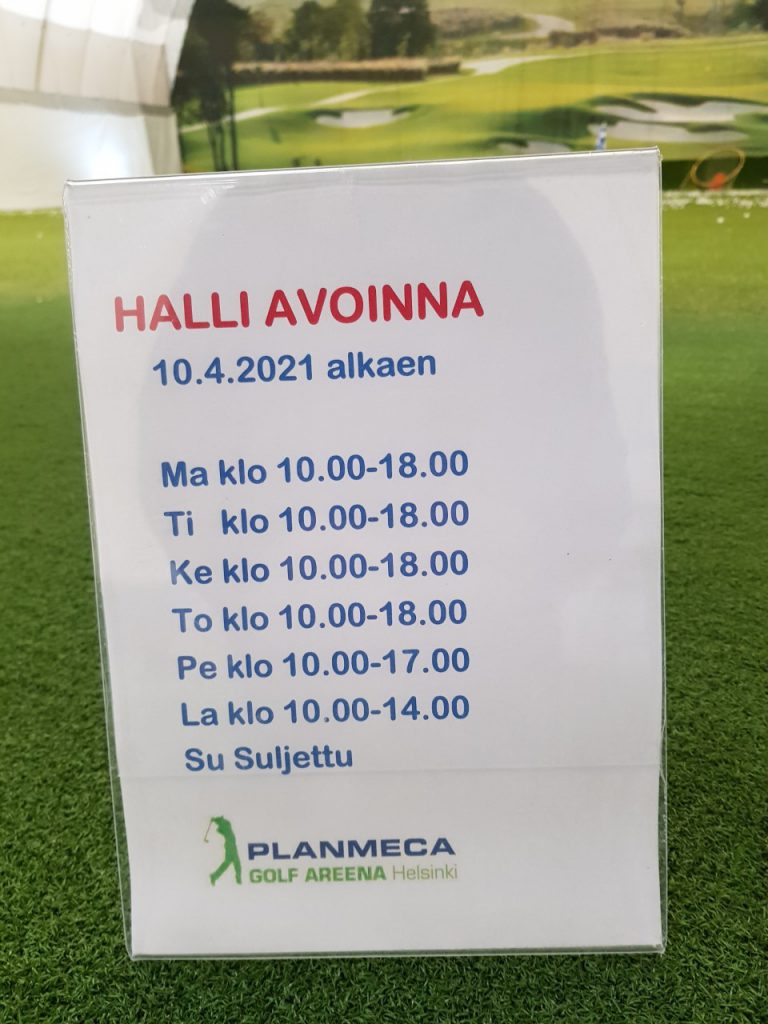 HALLI AVOINNA
10.4.2021 alkaen
Ma klo 10.00-18.00
Ti klo 10.00-18.00
Ke klo 10.00-18.00
To klo 10.00-18.00
Pe klo 10.00-17.00
La klo 10.00-14.00
Su Suljettu
PLANMECA
GOLF AREENA Helsinki